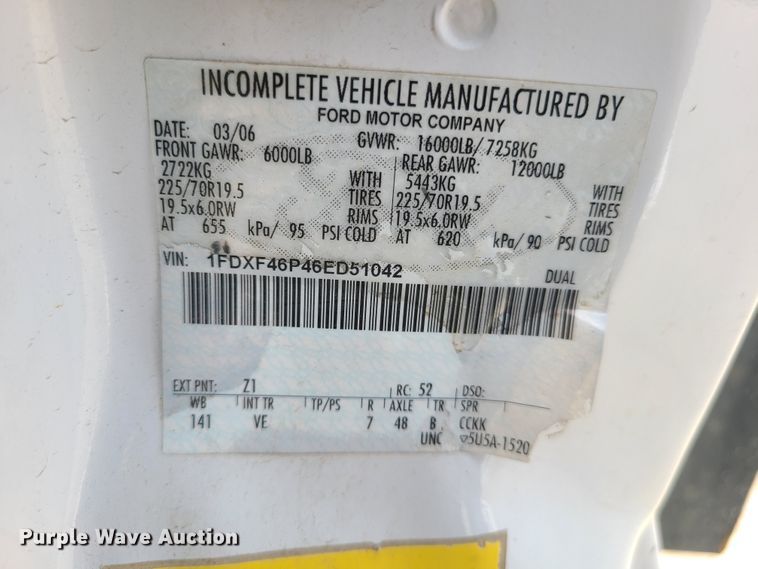 INCOMPLETE VEHICLE MANUFACTURED BY
FORD MOTOR COMPANY
DATE: 03/06 GVWR: 16000LB/ 7258KG
FRONT GAWR: 6000LB REAR GAWR: 12000LB
2722KG WITH 5443KG WITH
225/70R19.5 TIRES 225/70R19.5 TIRES
19.5x6.0RW RIMS 19.5x6.0RW RIMS
AT 655 kPa/ 95 PSI COLD AT 620 kPa/ 90 PSI COLD
VIN: 1FDXF46P46ED51042 DUAL
EXT PNT: Z1 RC: 52 DSO:
WB INT TR TP/PS R AXLE TR SPR
141 VE 7 48 B CCKK
UNC ▽5U5A-1520
Purple Wave Auction